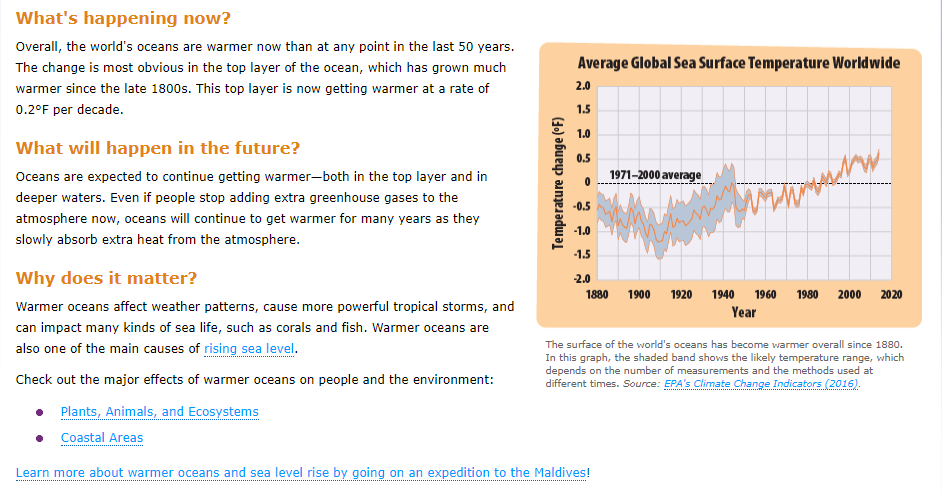 What's happening now?
Overall, the world's oceans are warmer now than at any point in the last 50 years.
The change is most obvious in the top layer of the ocean, which has grown much
warmer since the late 1800s. This top layer is now getting warmer at a rate of
0.2°F per decade.
What will happen in the future?
Oceans are expected to continue getting warmer—both in the top layer and in
deeper waters. Even if people stop adding extra greenhouse gases to the
atmosphere now, oceans will continue to get warmer for many years as they
slowly absorb extra heat from the atmosphere.
Why does it matter?
Warmer oceans affect weather patterns, cause more powerful tropical storms, and
can impact many kinds of sea life, such as corals and fish. Warmer oceans are
also one of the main causes of rising sea level.
Check out the major effects of warmer oceans on people and the environment:
Plants, Animals, and Ecosystems
Coastal Areas
Learn more about warmer oceans and sea level rise by going on an expedition to the Maldives!
Average Global Sea Surface Temperature Worldwide
Temperature change (°F)
2.0
1.5
1.0
0.5
0
-0.5
-1.0
-1.5
-2.0
1971–2000 average
1880 1900 1920 1940 1960 1980 2000 2020
Year
The surface of the world's oceans has become warmer overall since 1880.
In this graph, the shaded band shows the likely temperature range, which
depends on the number of measurements and the methods used at
different times. Source: EPA's Climate Change Indicators (2016).